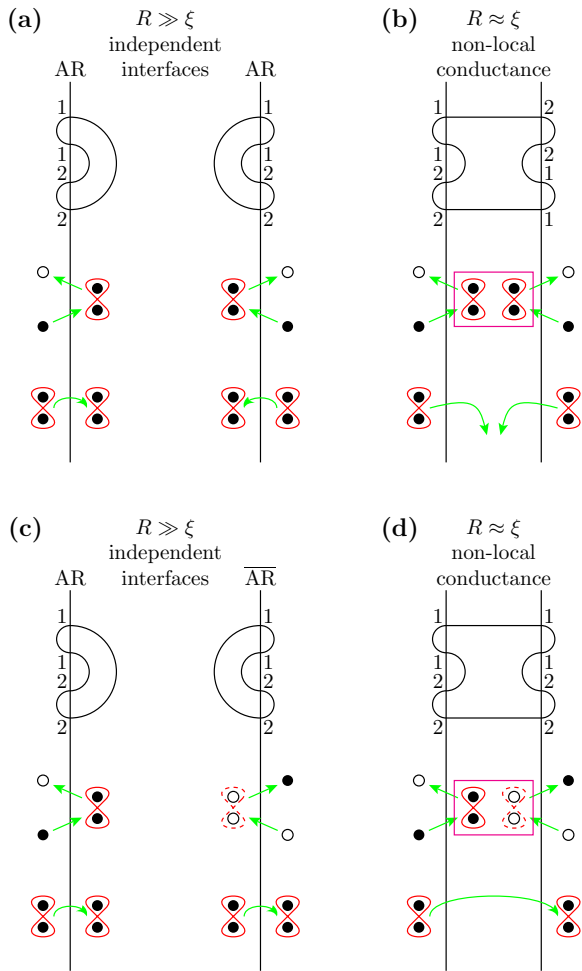 (a)
R ≫ ξ
independent
interfaces
AR
AR
1
1
2
2
1
1
2
2
(b)
R ≈ ξ
non-local
conductance
1
1
2
2
2
2
1
1
(c)
R ≫ ξ
independent
interfaces
AR
A̅R̅
1
1
2
2
1
1
2
2
(d)
R ≈ ξ
non-local
conductance
1
1
2
2
1
1
2
2